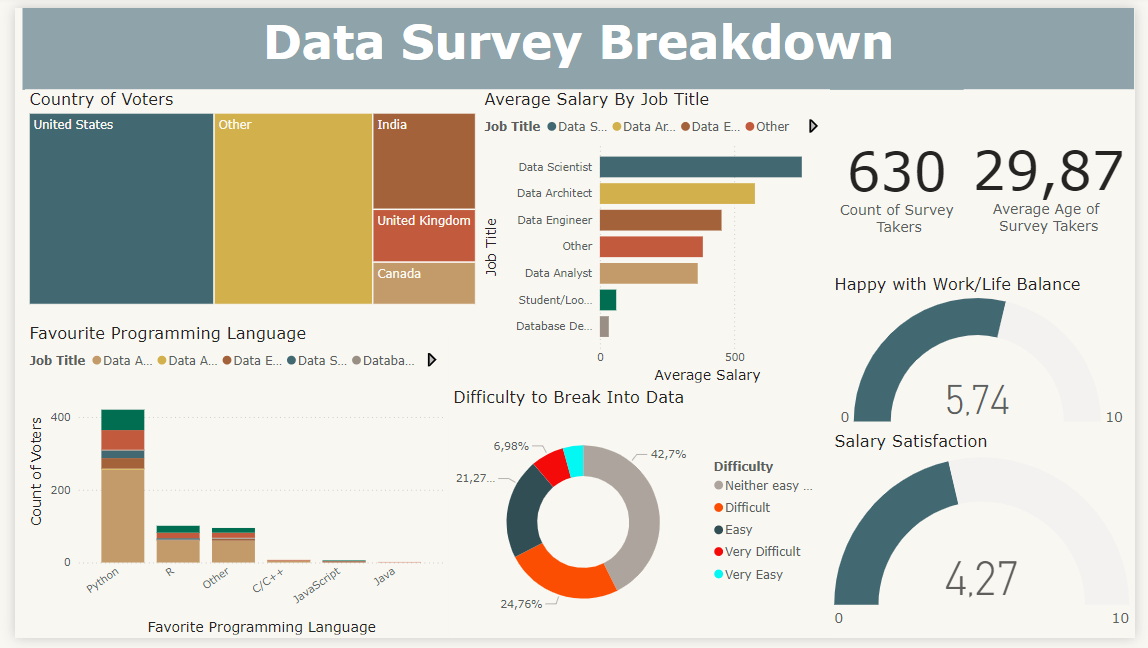 Data Survey Breakdown
Country of Voters
United States
Other
India
United Kingdom
Canada
Average Salary By Job Title
Job Title Data S... Data Ar... Data E... Other
Job Title
Data Scientist
Data Architect
Data Engineer
Other
Data Analyst
Student/Loo...
Database De...
0 500
Average Salary
630
Count of Survey
Takers
29,87
Average Age of
Survey Takers
Favourite Programming Language
Job Title Data A... Data A... Data E... Data S... Databa...
Count of Voters
400
200
0
Python R Other C/C++ JavaScript Java
Favorite Programming Language
Difficulty to Break Into Data
6,98%
42,7%
21,27...
24,76%
Difficulty
Neither easy ...
Difficult
Easy
Very Difficult
Very Easy
Happy with Work/Life Balance
5,74
0 10
Salary Satisfaction
4,27
0 10